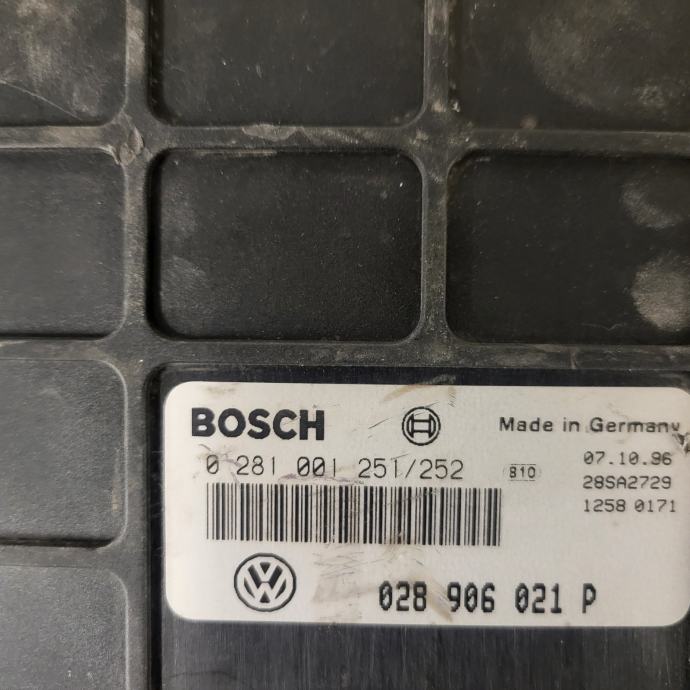 BOSCH Made in Germany
0 281 001 251/252 810 07.10.96
28SA2729
1258 0171
028 906 021 P